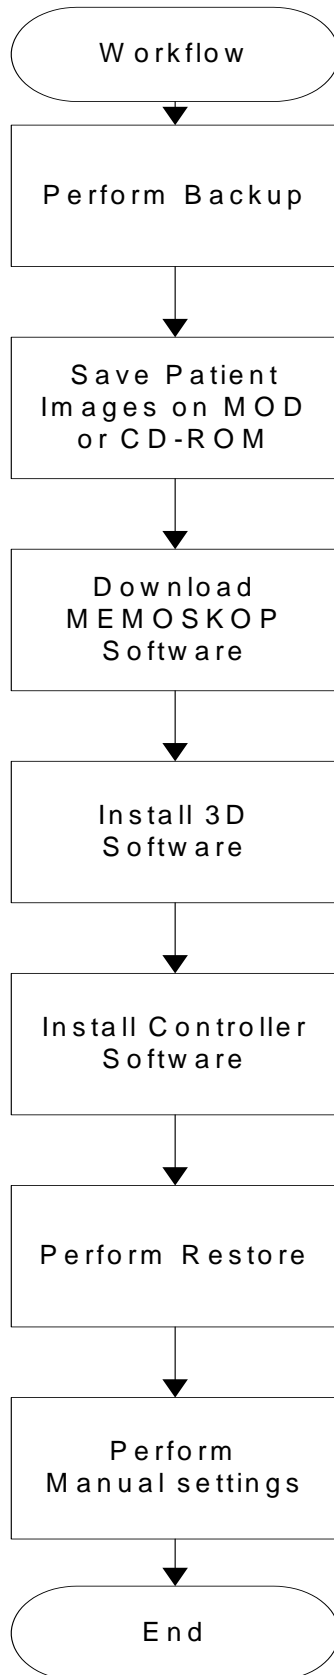 Workflow
Perform Backup
Save Patient
Images on MOD
or CD-ROM
Download
MEMOSKOP
Software
Install 3D
Software
Install Controller
Software
Perform Restore
Perform
Manual settings
End